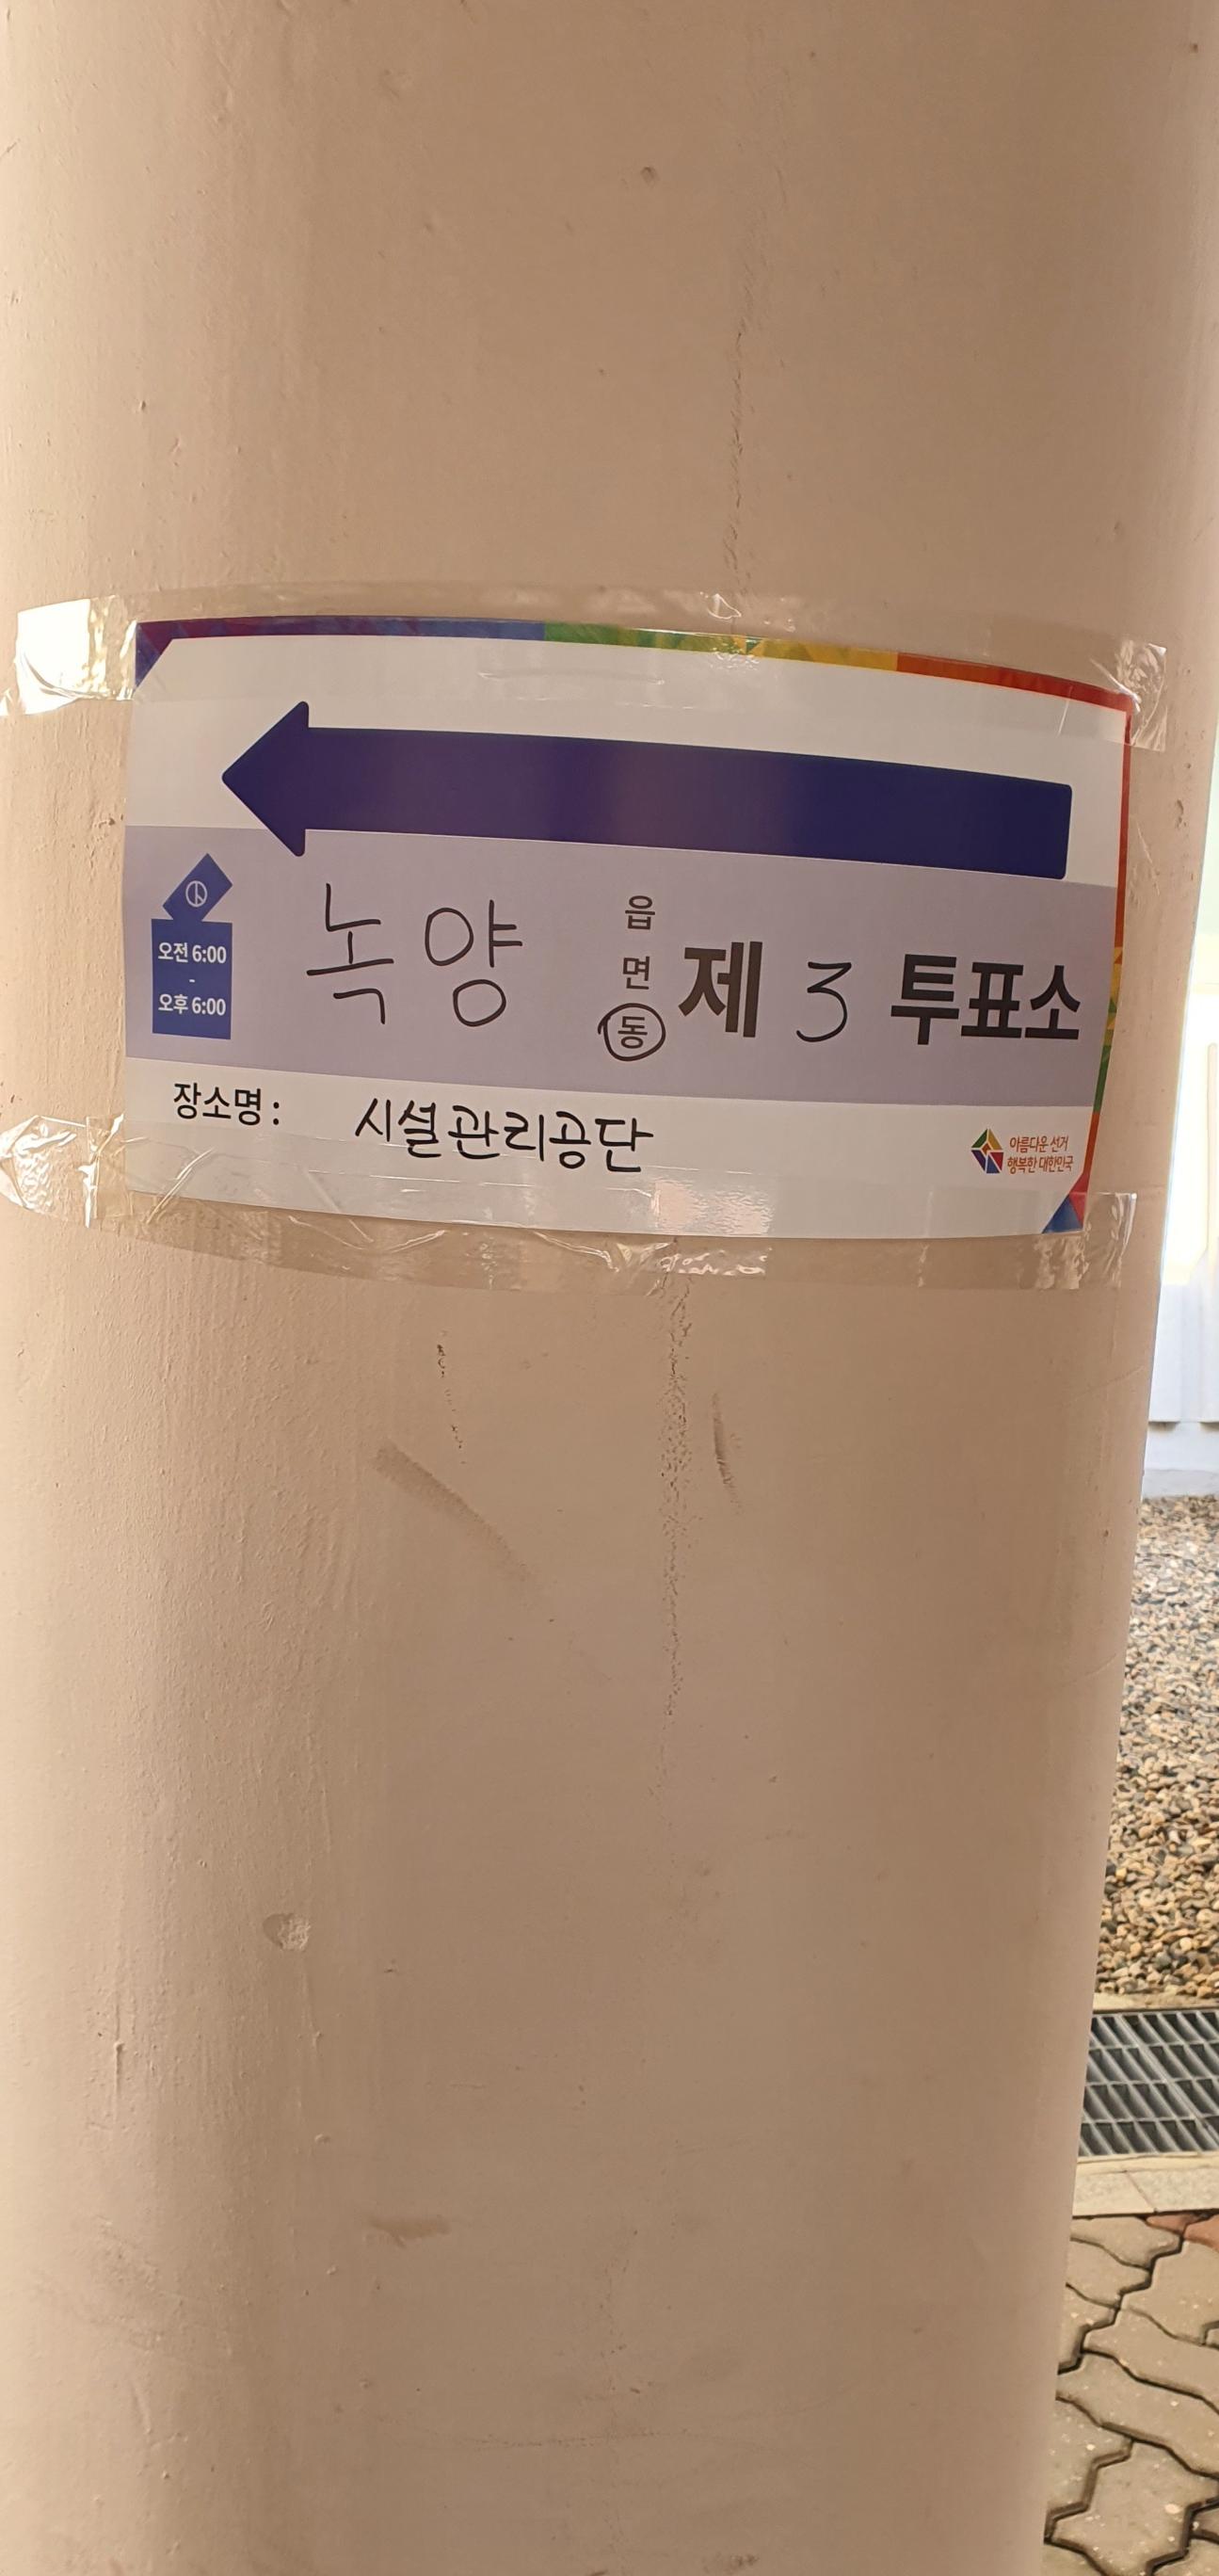 오전 6:00
-
오후 6:00
녹양 읍 면 동 제 3 투표소
장소명 : 시설관리공단
아름다운 선거
행복한 대한민국